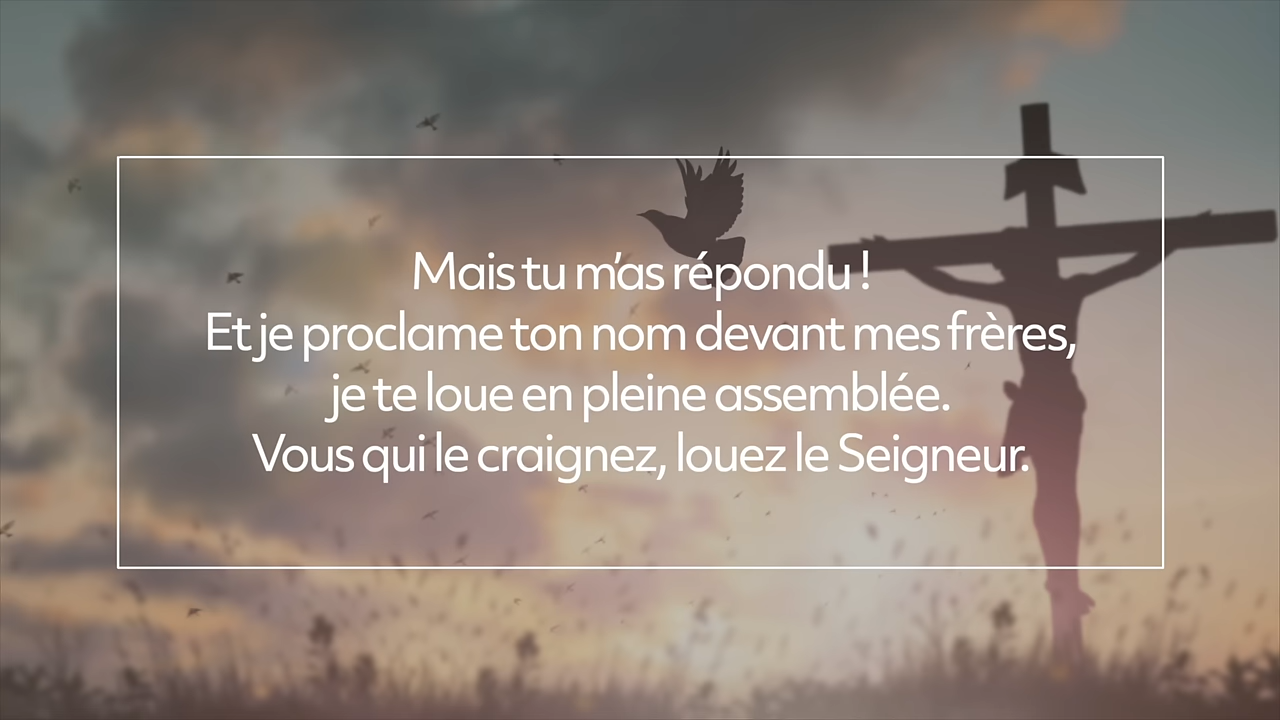 Mais tu m'as répondu !
Et je proclame ton nom devant mes frères,
je te loue en pleine assemblée.
Vous qui le craignez, louez le Seigneur.